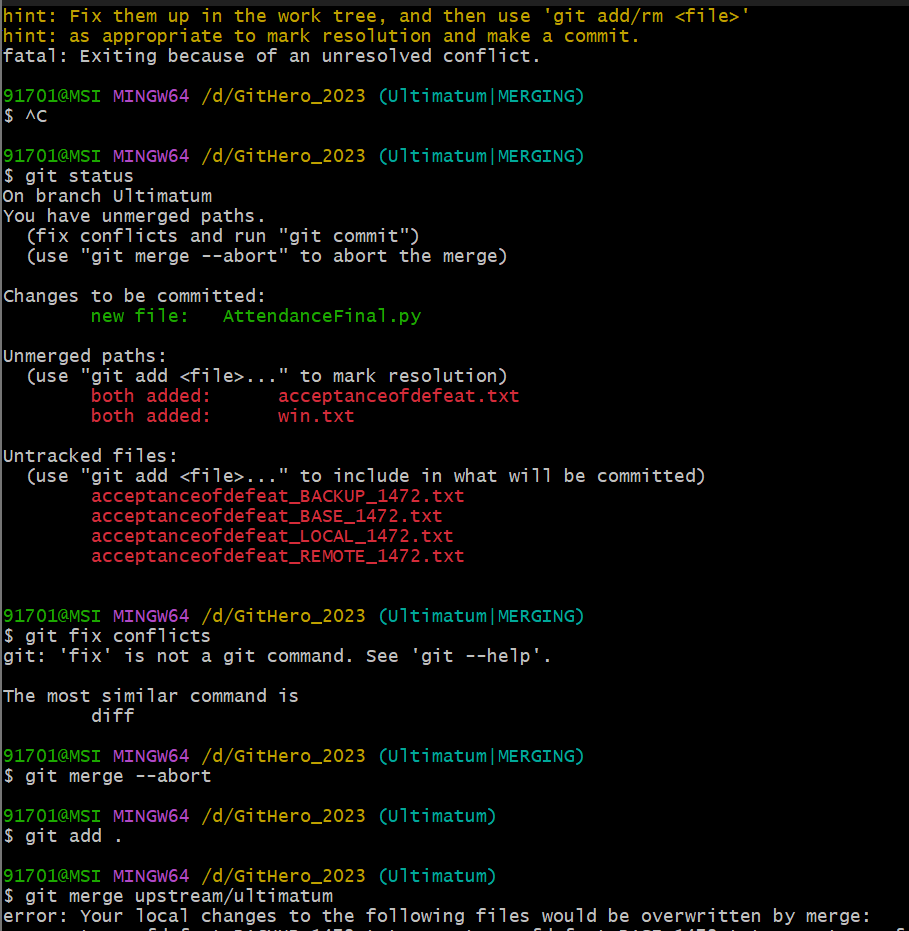 hint: Fix them up in the work tree, and then use 'git add/rm <file>'
hint: as appropriate to mark resolution and make a commit.
fatal: Exiting because of an unresolved conflict.
91701@MSI MINGW64 /d/GitHero_2023 (Ultimatum|MERGING)
$ ^C
91701@MSI MINGW64 /d/GitHero_2023 (Ultimatum|MERGING)
$ git status
On branch Ultimatum
You have unmerged paths.
  (fix conflicts and run "git commit")
  (use "git merge --abort" to abort the merge)
Changes to be committed:
        new file:   AttendanceFinal.py
Unmerged paths:
  (use "git add <file>..." to mark resolution)
        both added:      acceptanceofdefeat.txt
        both added:      win.txt
Untracked files:
  (use "git add <file>..." to include in what will be committed)
        acceptanceofdefeat_BACKUP_1472.txt
        acceptanceofdefeat_BASE_1472.txt
        acceptanceofdefeat_LOCAL_1472.txt
        acceptanceofdefeat_REMOTE_1472.txt
91701@MSI MINGW64 /d/GitHero_2023 (Ultimatum|MERGING)
$ git fix conflicts
git: 'fix' is not a git command. See 'git --help'.
The most similar command is
        diff
91701@MSI MINGW64 /d/GitHero_2023 (Ultimatum|MERGING)
$ git merge --abort
91701@MSI MINGW64 /d/GitHero_2023 (Ultimatum)
$ git add .
91701@MSI MINGW64 /d/GitHero_2023 (Ultimatum)
$ git merge upstream/ultimatum
error: Your local changes to the following files would be overwritten by merge: